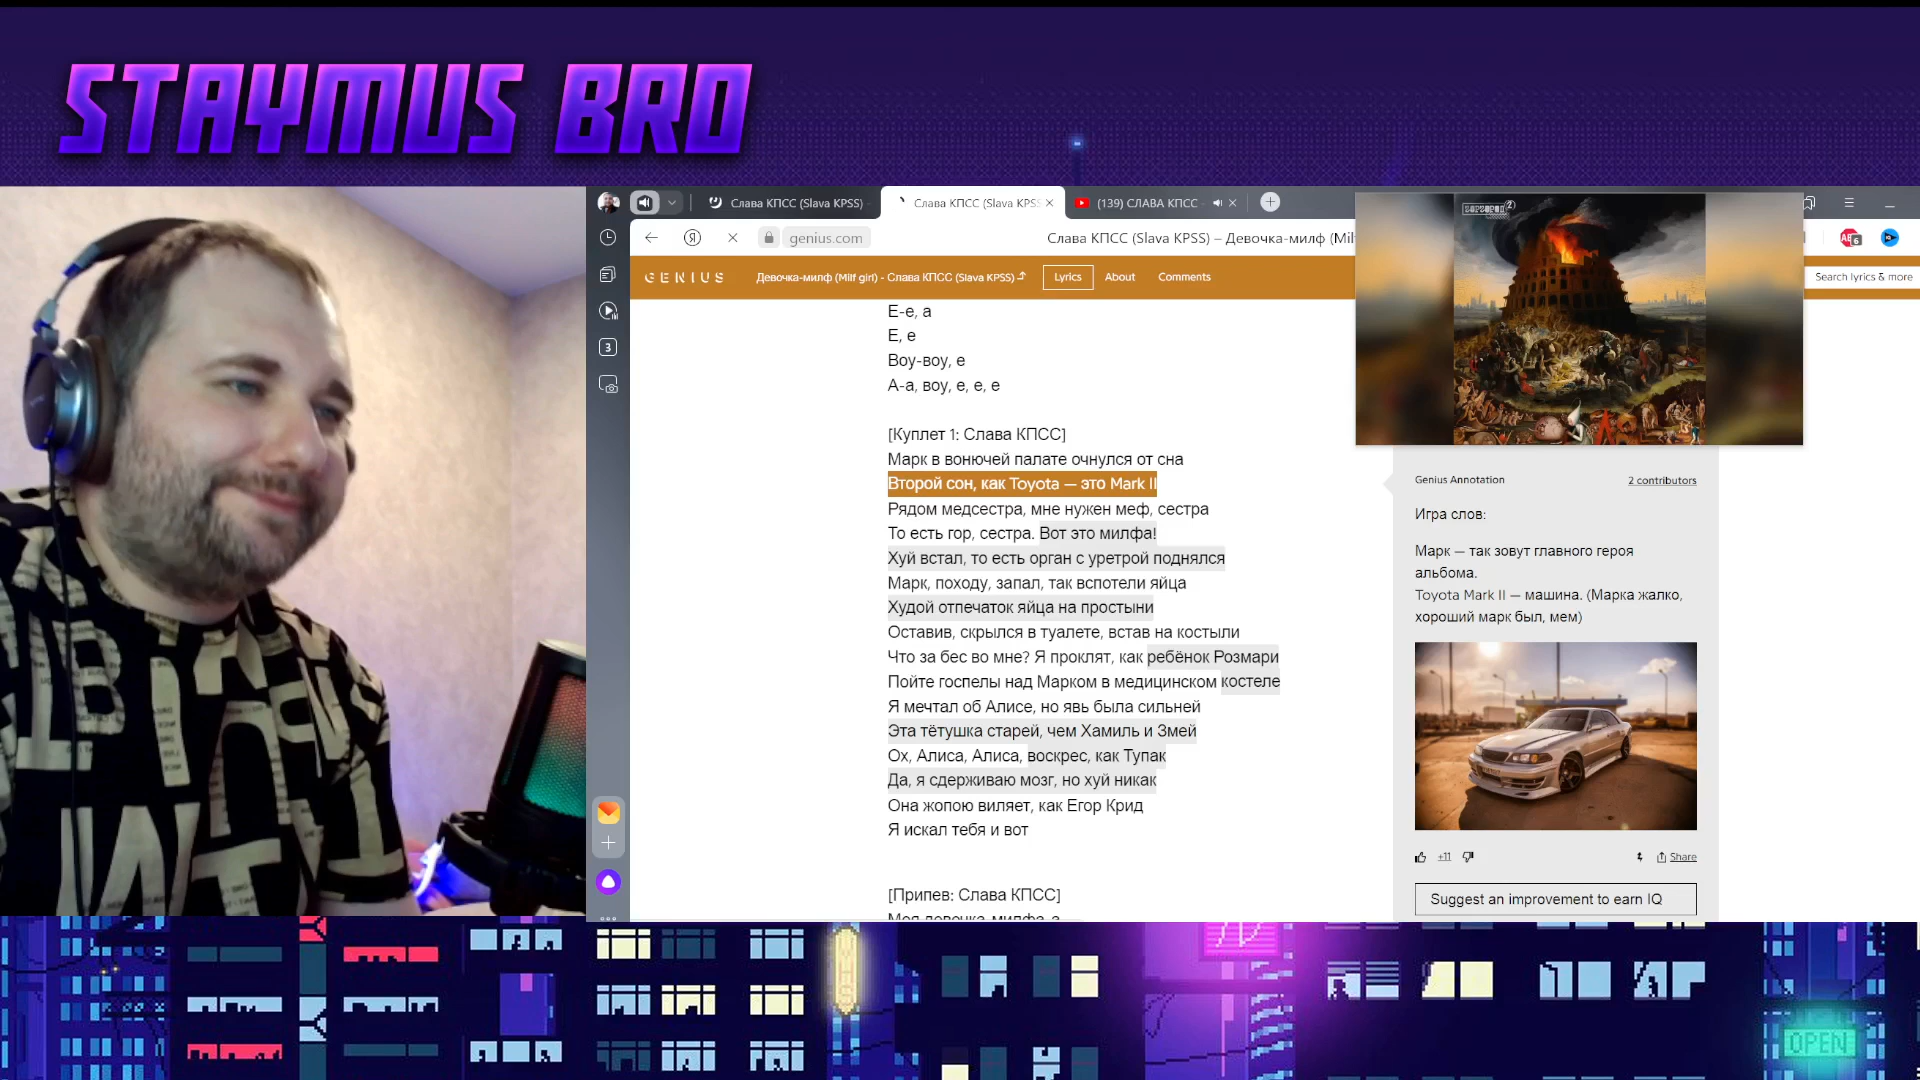 STAYMUS BRO
Слава КПСС (Slava KPSS)
Слава КПСС (Slava KPSS
(139) СЛАВА КПСС
genius.com
Слава КПСС (Slava KPSS) – Девочка-милф (Milf
GENIUS
Девочка-милф (Milf girl) - Слава КПСС (Slava KPSS)
Lyrics
About
Comments
Search lyrics & more
3
6
Е-е, а
Е, е
Воу-воу, е
А-а, воу, е, е, е
[Куплет 1: Слава КПСС]
Марк в вонючей палате очнулся от сна
Второй сон, как Toyota — это Mark II
Рядом медсестра, мне нужен меф, сестра
То есть гор, сестра. Вот это милфа!
Хуй встал, то есть орган с уретрой поднялся
Марк, походу, запал, так вспотели яйца
Худой отпечаток яйца на простыни
Оставив, скрылся в туалете, встав на костыли
Что за бес во мне? Я проклят, как ребёнок Розмари
Пойте госпелы над Марком в медицинском костеле
Я мечтал об Алисе, но явь была сильней
Эта тётушка старей, чем Хамиль и Змей
Ох, Алиса, Алиса, воскрес, как Тупак
Да, я сдерживаю мозг, но хуй никак
Она жопою виляет, как Егор Крид
Я искал тебя и вот
[Припев: Слава КПСС]
Моя девочка-милфа, а
Genius Annotation
2 contributors
Игра слов:
Марк — так зовут главного героя
альбома.
Toyota Mark II — машина. (Марка жалко,
хороший марк был, мем)
+11
Share
Suggest an improvement to earn IQ
OPEN